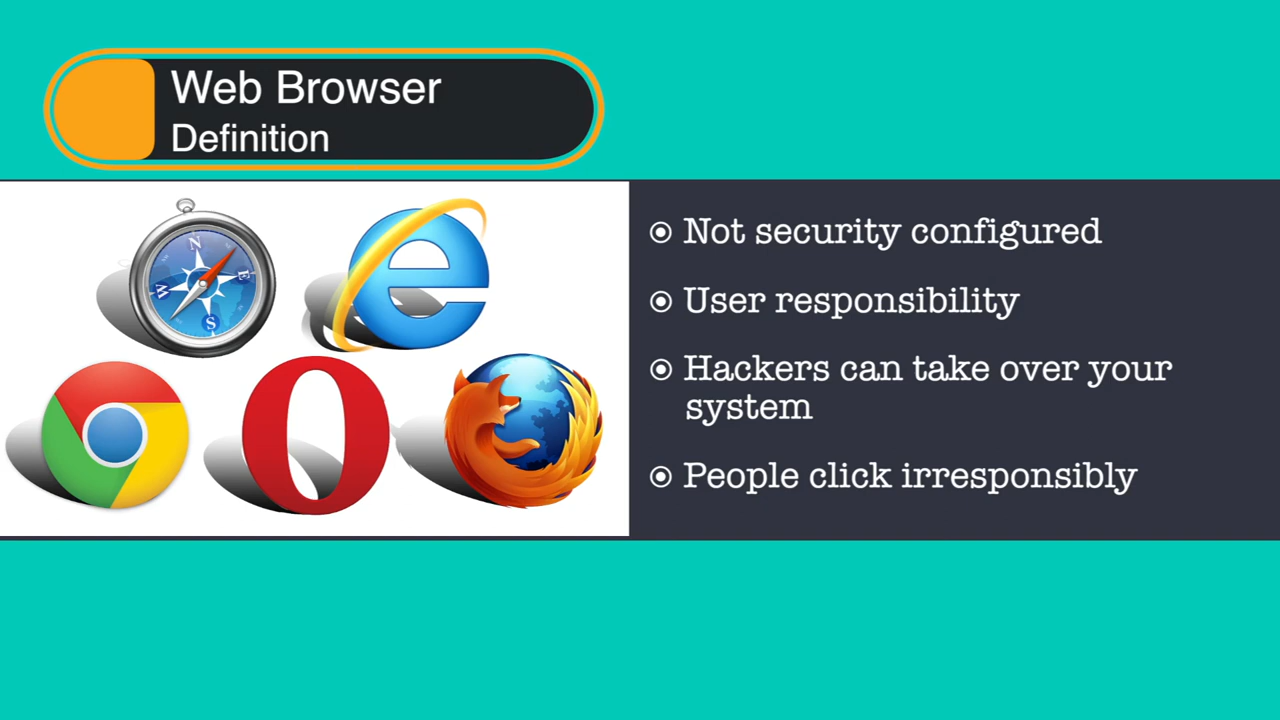 Web Browser
Definition
N
E
S
W
Not security configured
User responsibility
Hackers can take over your
system
People click irresponsibly